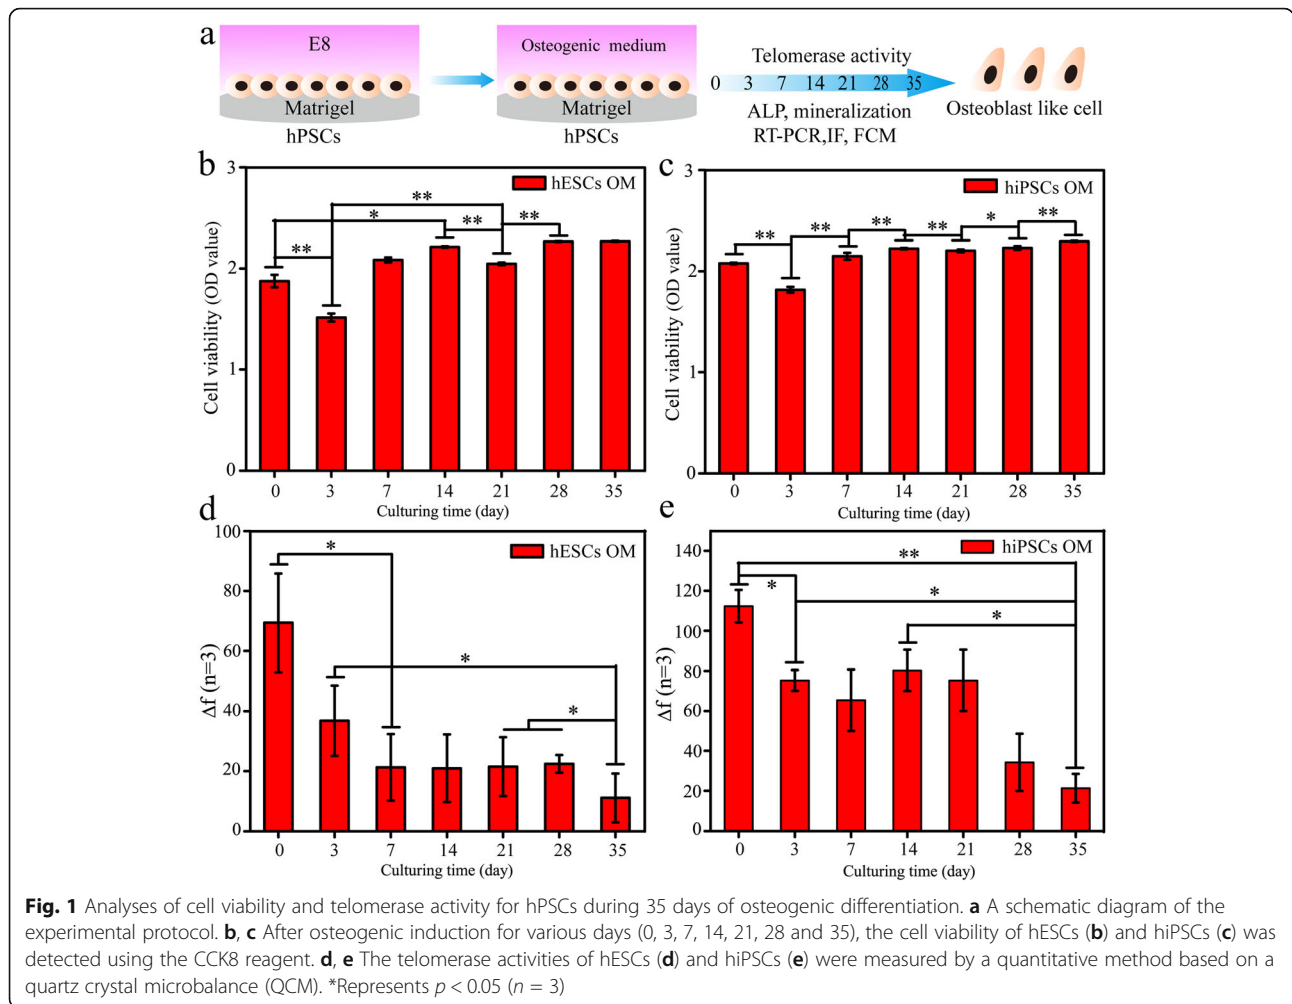 a
E8
Matrigel
hPSCs
Osteogenic medium
Matrigel
hPSCs
Telomerase activity
0 3 7 14 21 28 35
ALP, mineralization
RT-PCR,IF, FCM
Osteoblast like cell
b
hESCs OM
Cell viability (OD value)
3
2
1
0
** * ** ** **
0 3 7 14 21 28 35
Culturing time (day)
c
hiPSCs OM
Cell viability (OD value)
3
2
1
0
** ** ** ** * **
0 3 7 14 21 28 35
Culturing time (day)
d
hESCs OM
Δf (n=3)
100
80
60
40
20
0
* * *
0 3 7 14 21 28 35
Culturing time (day)
e
hiPSCs OM
Δf (n=3)
140
120
100
80
60
40
20
0
** * * *
0 3 7 14 21 28 35
Culturing time (day)
Fig. 1 Analyses of cell viability and telomerase activity for hPSCs during 35 days of osteogenic differentiation. a A schematic diagram of the
experimental protocol. b, c After osteogenic induction for various days (0, 3, 7, 14, 21, 28 and 35), the cell viability of hESCs (b) and hiPSCs (c) was
detected using the CCK8 reagent. d, e The telomerase activities of hESCs (d) and hiPSCs (e) were measured by a quantitative method based on a
quartz crystal microbalance (QCM). *Represents p < 0.05 (n = 3)